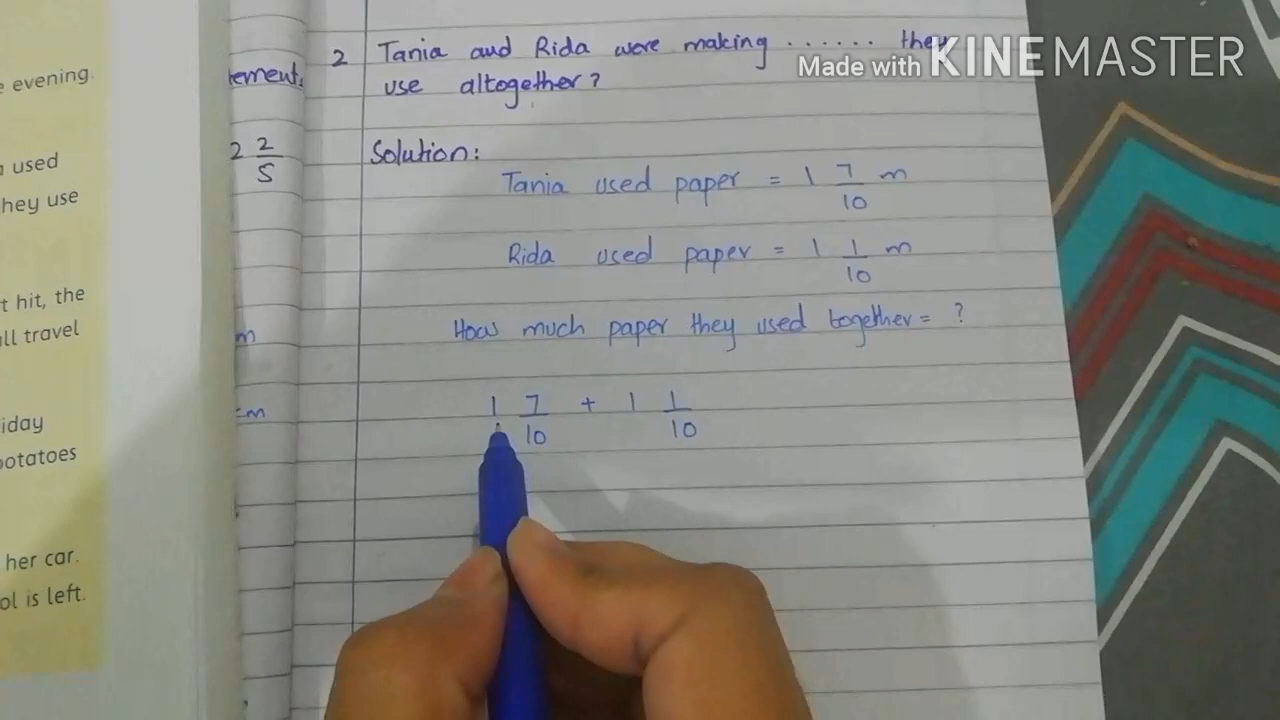 e evening.
used
hey use
t hit, the
ll travel
iday
potatoes
her car.
ol is left.
ement:
2 2/5
m
m
2 Tania and Rida were making ...... they
use altogether?
Solution:
Tania used paper = 1 7/10 m
Rida used paper = 1 1/10 m
How much paper they used together = ?
1 7/10 + 1 1/10
Made with KINEMASTER